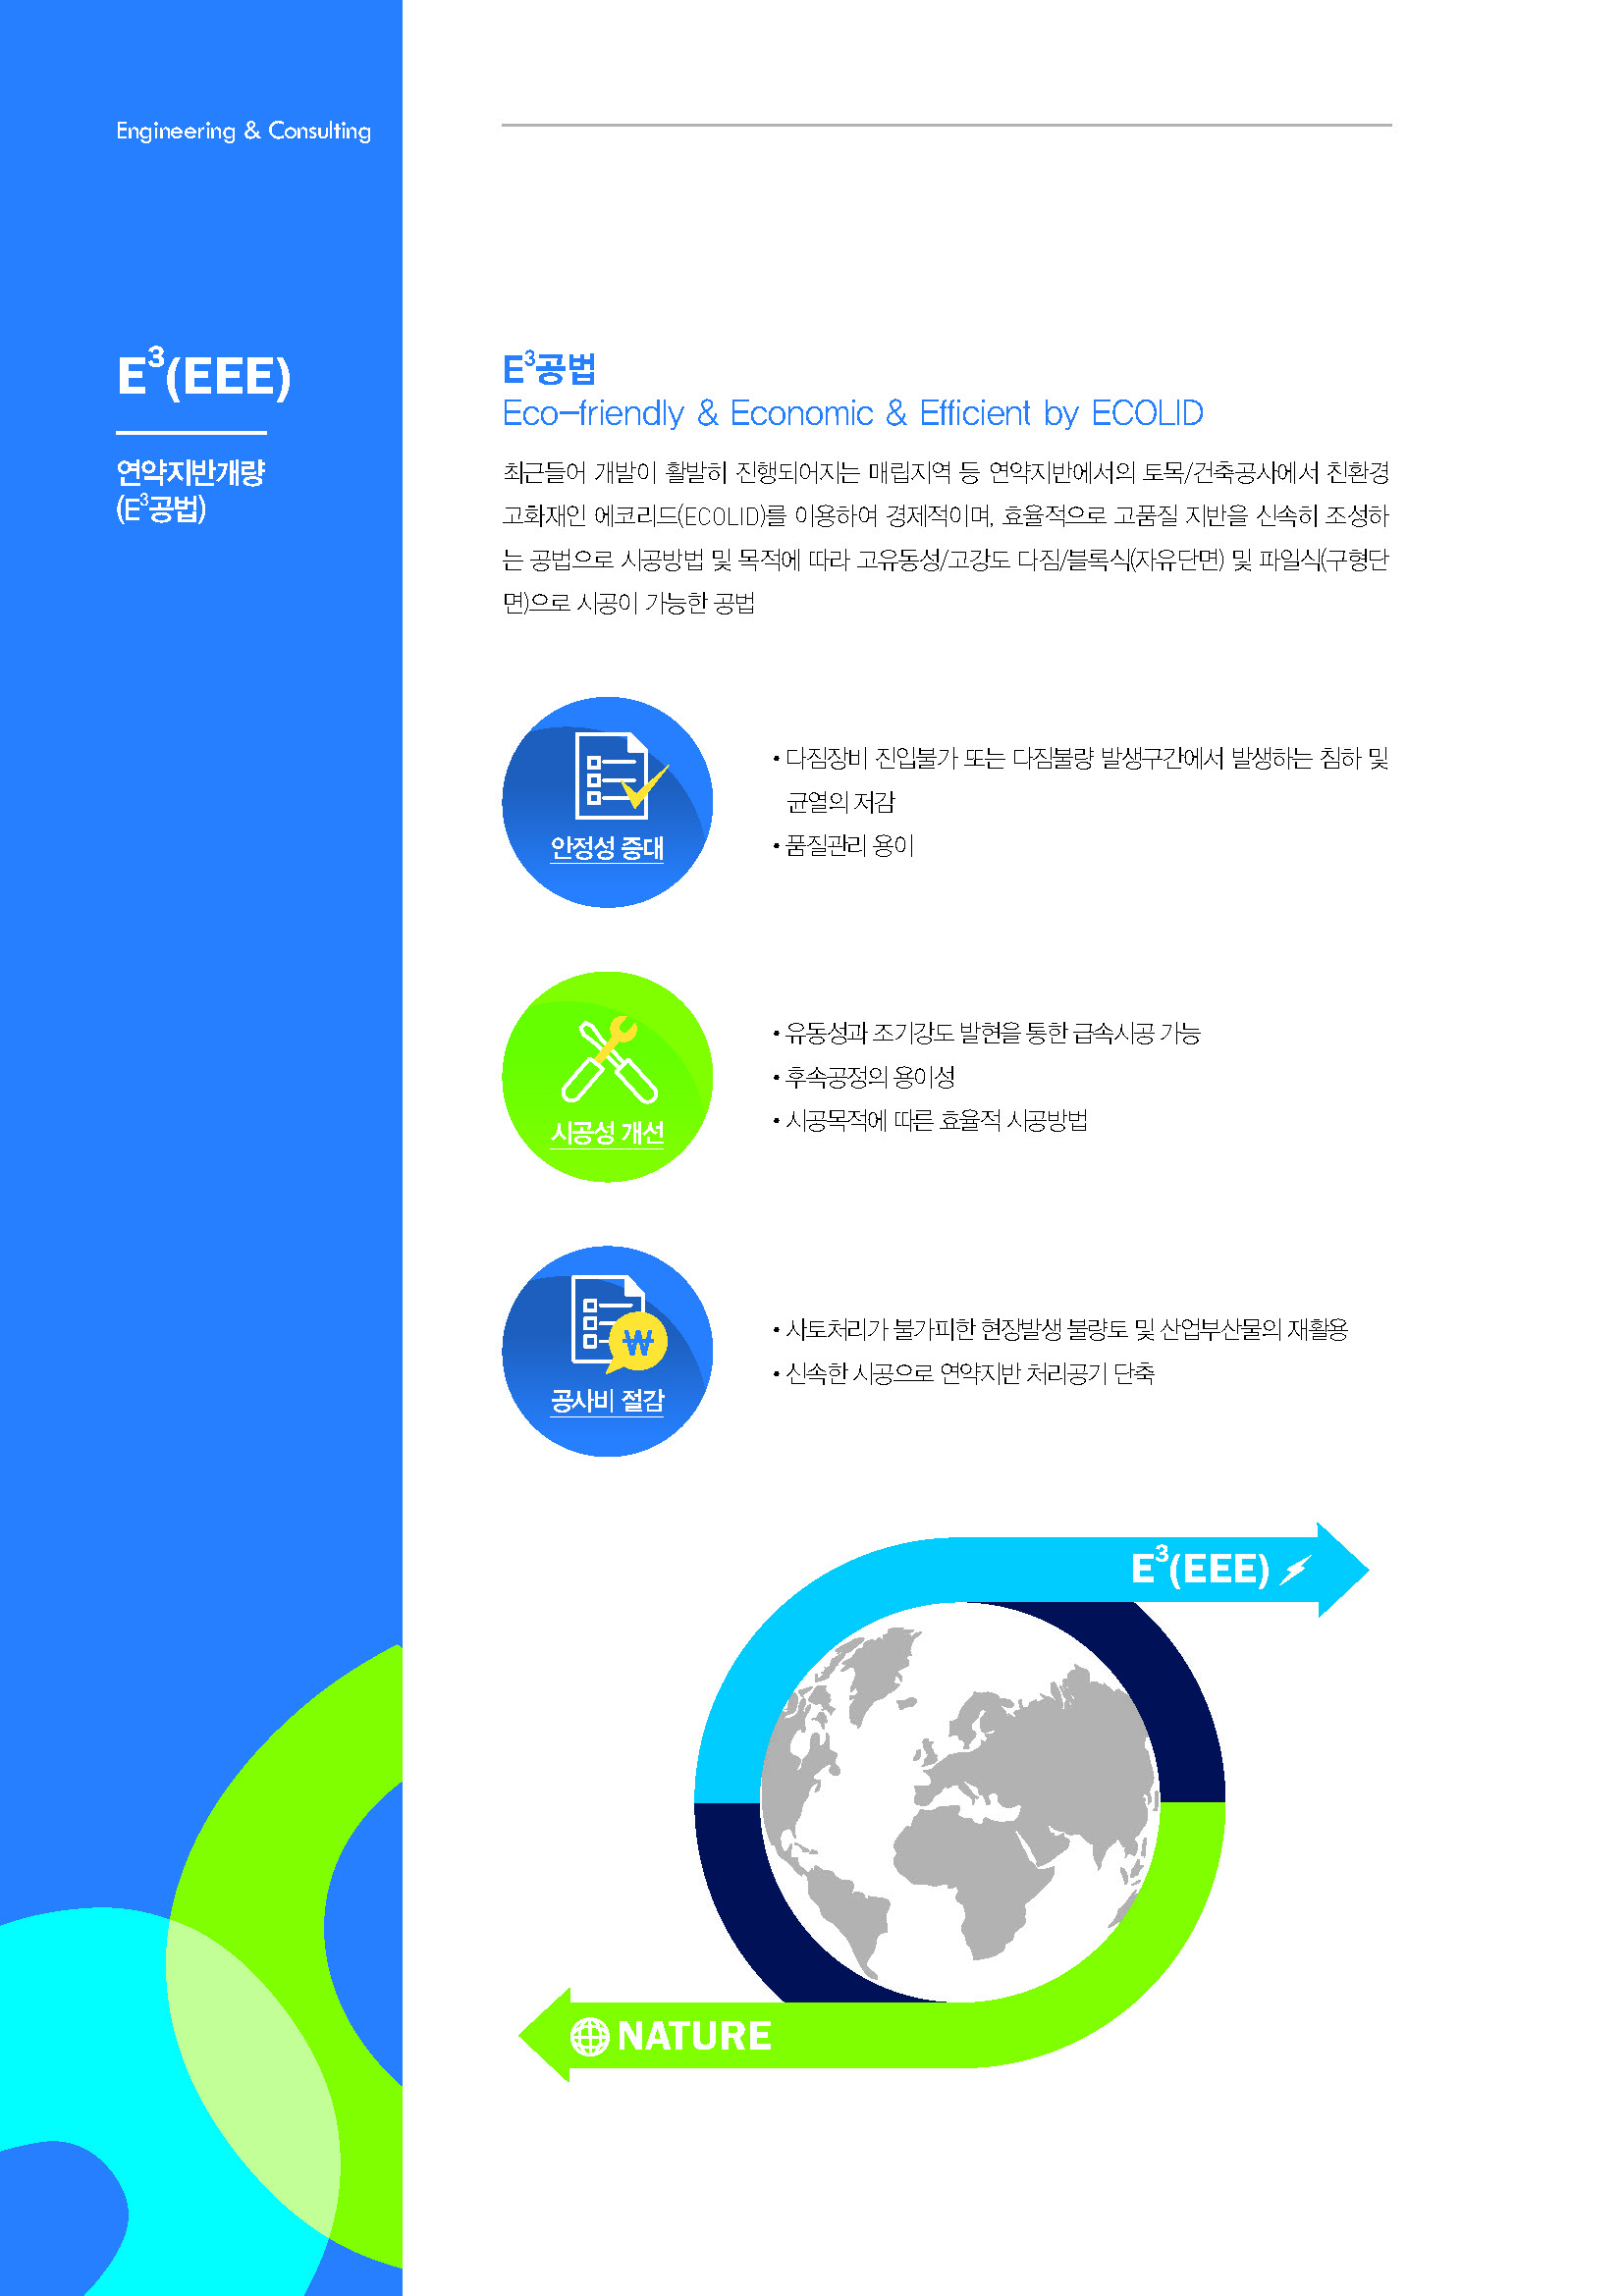 Engineering & Consulting
E³(EEE)
연약지반개량
(E³공법)
E³공법
Eco-friendly & Economic & Efficient by ECOLID
최근들어 개발이 활발히 진행되어지는 매립지역 등 연약지반에서의 토목/건축공사에서 친환경
고화재인 에코리드(ECOLID)를 이용하여 경제적이며, 효율적으로 고품질 지반을 신속히 조성하
는 공법으로 시공방법 및 목적에 따라 고유동성/고강도 다짐/블록식(자유단면) 및 파일식(구형단
면)으로 시공이 가능한 공법
안정성 증대
• 다짐장비 진입불가 또는 다짐불량 발생구간에서 발생하는 침하 및
균열의 저감
• 품질관리 용이
시공성 개선
• 유동성과 조기강도 발현을 통한 급속시공 가능
• 후속공정의 용이성
• 시공목적에 따른 효율적 시공방법
₩
공사비 절감
• 사토처리가 불가피한 현장발생 불량토 및 산업부산물의 재활용
• 신속한 시공으로 연약지반 처리공기 단축
E³(EEE)
NATURE